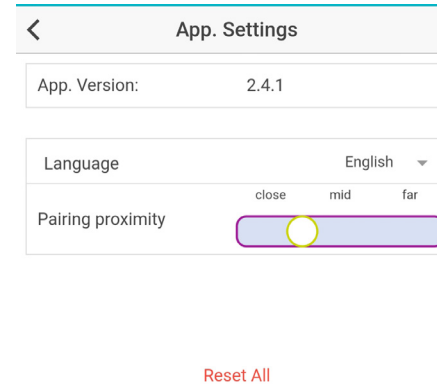 App. Settings
App. Version: 2.4.1
Language English
close mid far
Pairing proximity
Reset All